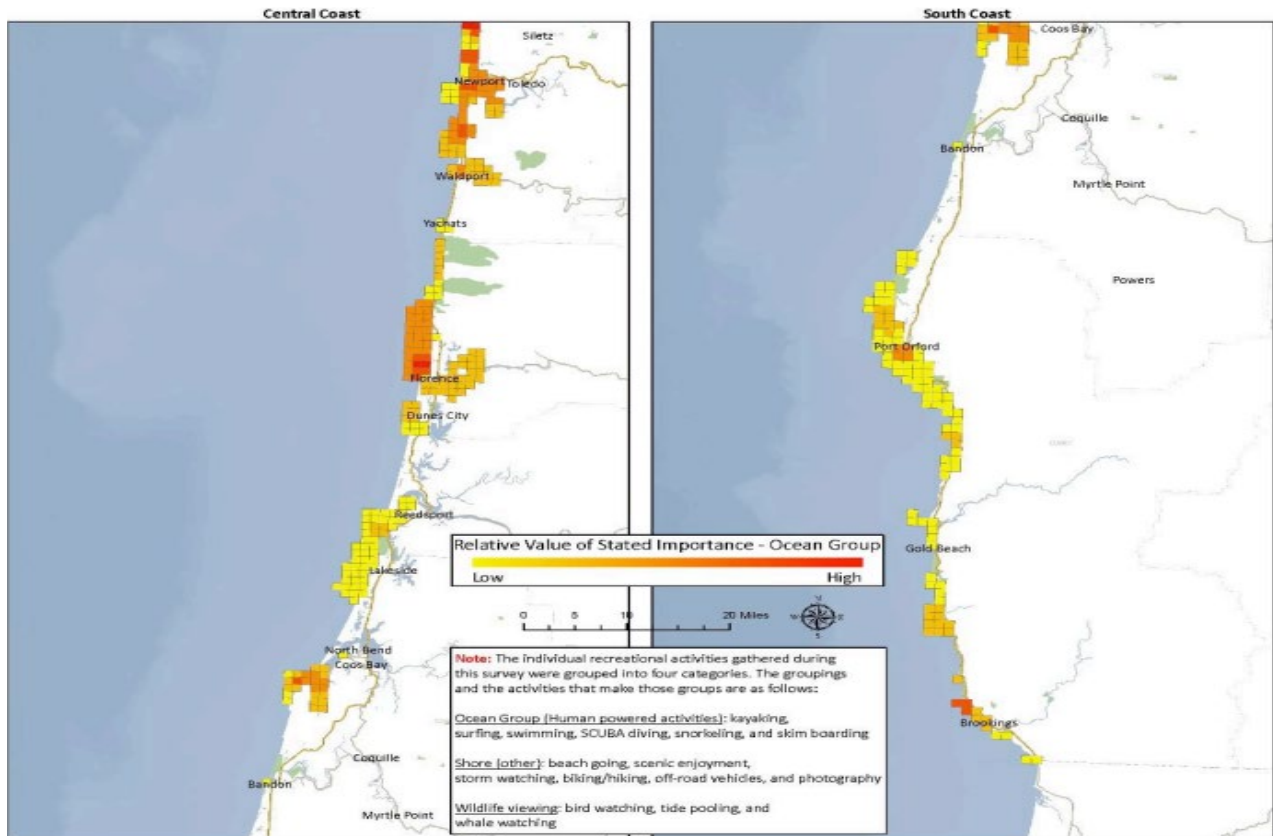 Central Coast
Siletz
Newport
Toledo
Waldport
Yachats
Florence
Dunes City
Reedsport
Lakeside
North Bend
Coos Bay
Coquille
Bandon
Myrtle Point
South Coast
Coos Bay
Coquille
Bandon
Myrtle Point
Powers
Port Orford
Gold Beach
Brookings
Relative Value of Stated Importance - Ocean Group
Low High
0 5 10 20 Miles
N
W E
S
Note: The individual recreational activities gathered during
this survey were grouped into four categories. The groupings
and the activities that make those groups are as follows:
Ocean Group (Human powered activities): kayaking,
surfing, swimming, SCUBA diving, snorkeling, and skim boarding
Shore (other): beach going, scenic enjoyment,
storm watching, biking/hiking, off-road vehicles, and photography
Wildlife viewing: bird watching, tide pooling, and
whale watching